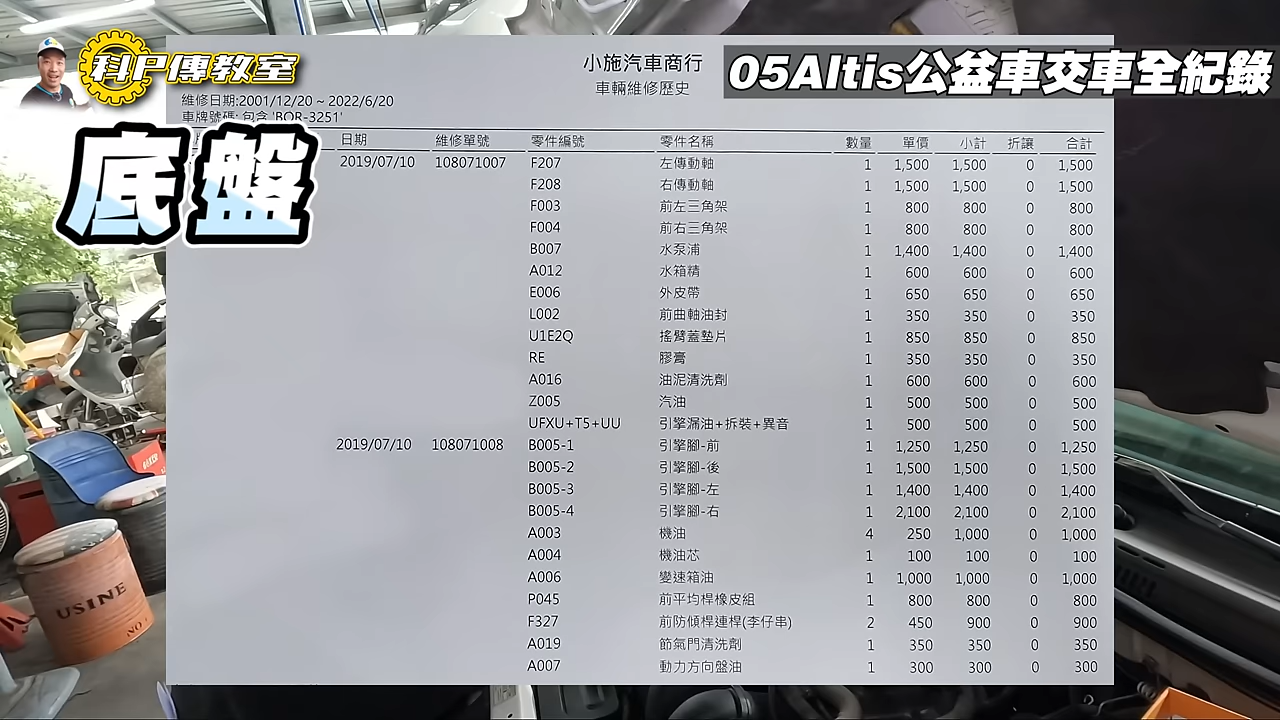 科P傳教室
05Altis公益車交車全紀錄
底盤
小施汽車商行
車輛維修歷史
維修日期:2001/12/20 ~ 2022/6/20
車牌號碼: 包含 'BQR-3251'
日期 維修單號 零件編號 零件名稱 數量 單價 小計 折讓 合計
2019/07/10 108071007 F207 左傳動軸 1 1,500 1,500 0 1,500
F208 右傳動軸 1 1,500 1,500 0 1,500
F003 前左三角架 1 800 800 0 800
F004 前右三角架 1 800 800 0 800
B007 水泵浦 1 1,400 1,400 0 1,400
A012 水箱精 1 600 600 0 600
E006 外皮帶 1 650 650 0 650
L002 前曲軸油封 1 350 350 0 350
U1E2Q 搖臂蓋墊片 1 850 850 0 850
RE 膠膏 1 350 350 0 350
A016 油泥清洗劑 1 600 600 0 600
Z005 汽油 1 500 500 0 500
UFXU+T5+UU 引擎漏油+拆裝+異音 1 500 500 0 500
2019/07/10 108071008 B005-1 引擎腳-前 1 1,250 1,250 0 1,250
B005-2 引擎腳-後 1 1,500 1,500 0 1,500
B005-3 引擎腳-左 1 1,400 1,400 0 1,400
B005-4 引擎腳-右 1 2,100 2,100 0 2,100
A003 機油 4 250 1,000 0 1,000
A004 機油芯 1 100 100 0 100
A006 變速箱油 1 1,000 1,000 0 1,000
P045 前平均桿橡皮組 1 800 800 0 800
F327 前防傾桿連桿(李仔串) 2 450 900 0 900
A019 節氣門清洗劑 1 350 350 0 350
A007 動力方向盤油 1 300 300 0 300
USINE
NO.